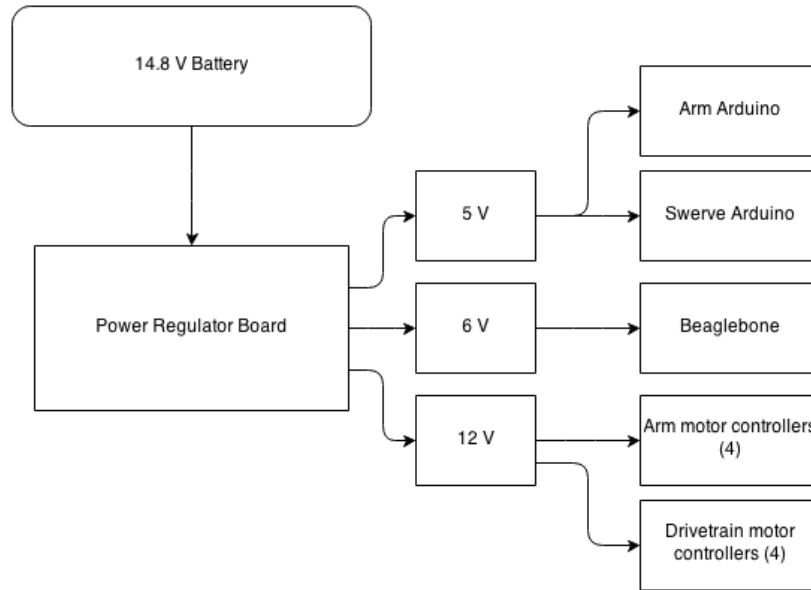 14.8 V Battery
Arm Arduino
5 V
Swerve Arduino
Power Regulator Board
6 V
Beaglebone
12 V
Arm motor controllers
(4)
Drivetrain motor
controllers (4)